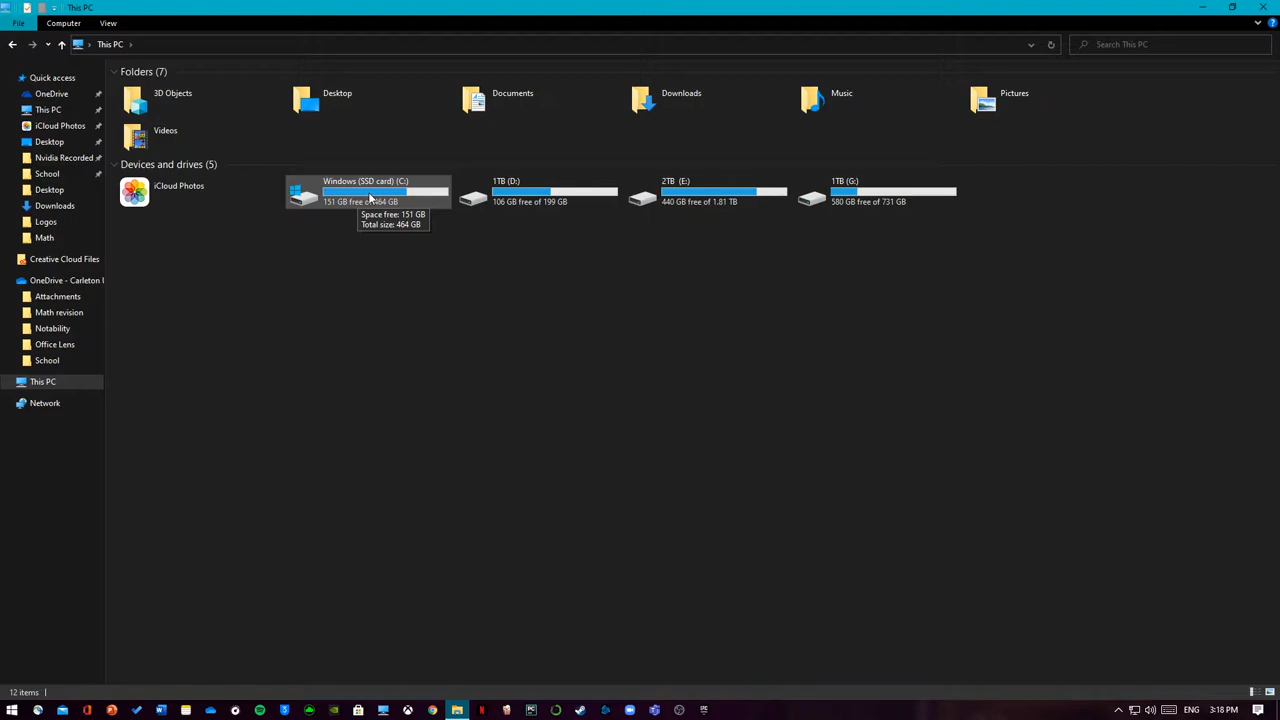 This PC
File Computer View
This PC
Search This PC
Quick access
OneDrive
This PC
iCloud Photos
Desktop
Nvidia Recorded
School
Desktop
Downloads
Logos
Math
Creative Cloud Files
OneDrive - Carleton U
Attachments
Math revision
Notability
Office Lens
School
This PC
Network
Folders (7)
3D Objects Desktop Documents Downloads Music Pictures
Videos
Devices and drives (5)
iCloud Photos
Windows (SSD card) (C:)
151 GB free of 464 GB
Space free: 151 GB
Total size: 464 GB
1TB (D:)
106 GB free of 199 GB
2TB (E:)
440 GB free of 1.81 TB
1TB (G:)
580 GB free of 731 GB
12 items
ENG 3:18 PM